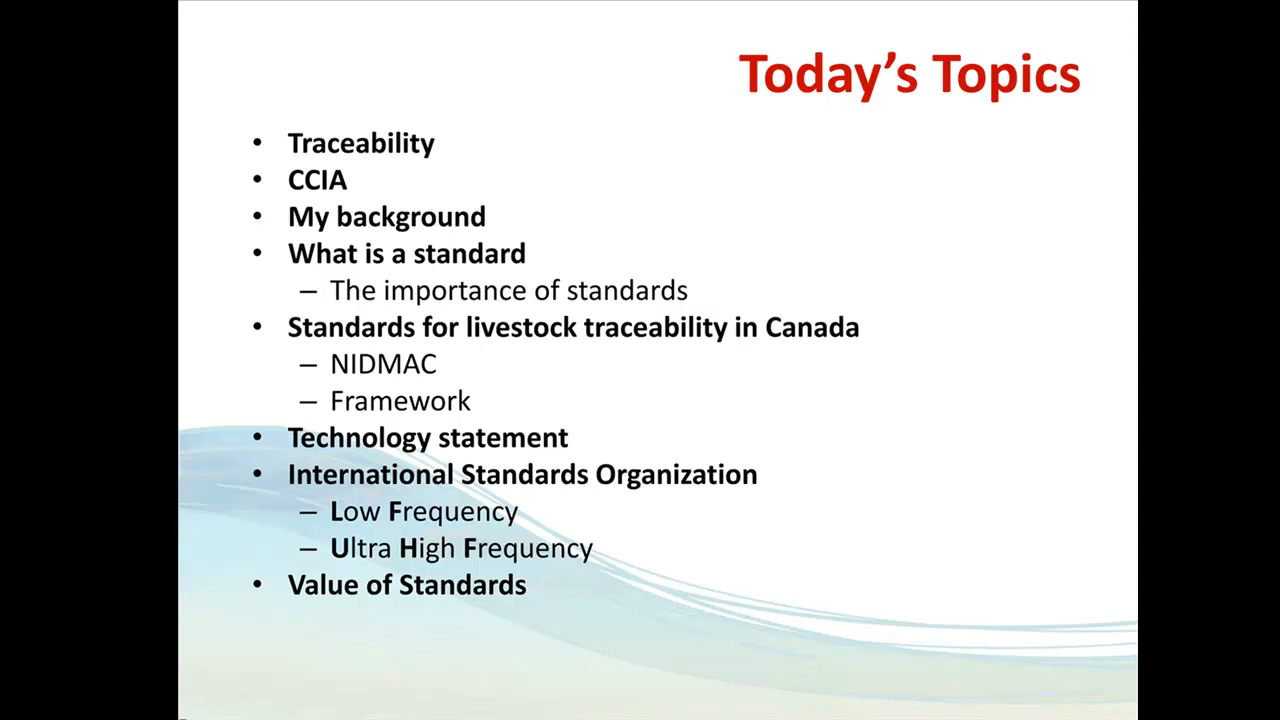 Today's Topics
• Traceability
• CCIA
• My background
• What is a standard
– The importance of standards
• Standards for livestock traceability in Canada
– NIDMAC
– Framework
• Technology statement
• International Standards Organization
– Low Frequency
– Ultra High Frequency
• Value of Standards